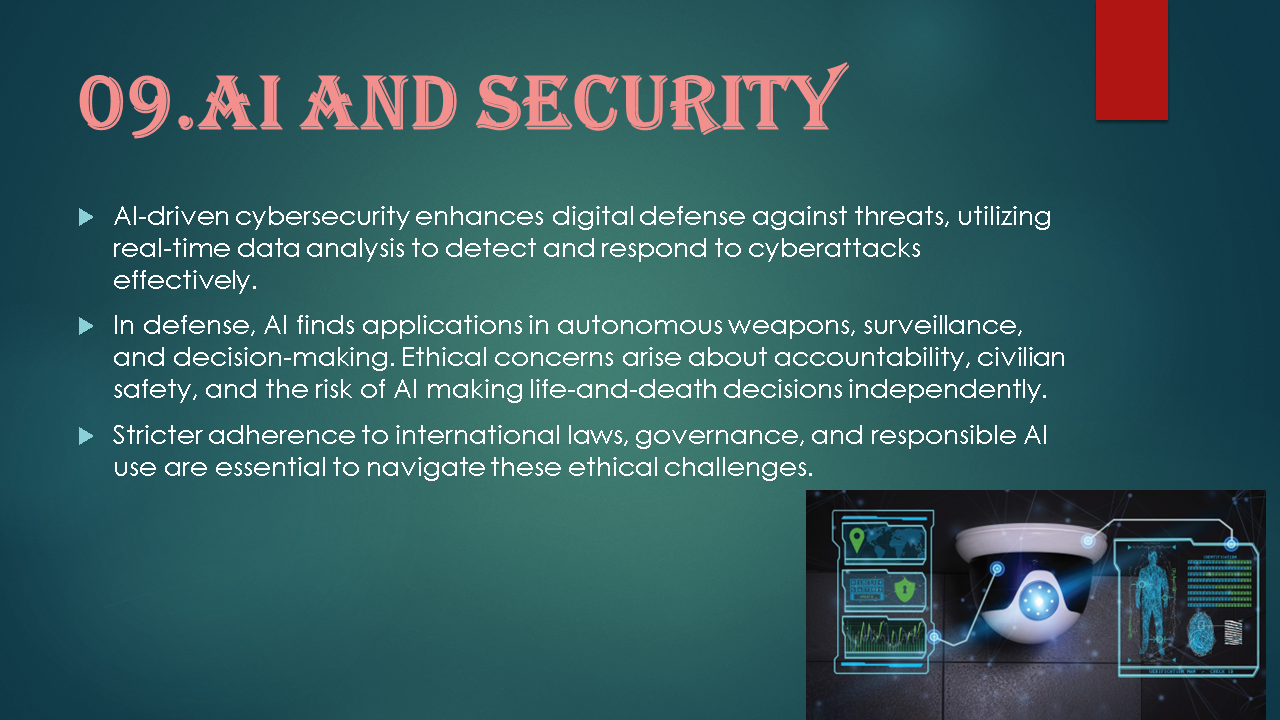 09.AI AND SECURITY
AI-driven cybersecurity enhances digital defense against threats, utilizing
real-time data analysis to detect and respond to cyberattacks
effectively.
In defense, AI finds applications in autonomous weapons, surveillance,
and decision-making. Ethical concerns arise about accountability, civilian
safety, and the risk of AI making life-and-death decisions independently.
Stricter adherence to international laws, governance, and responsible AI
use are essential to navigate these ethical challenges.
IDENTIFICATION